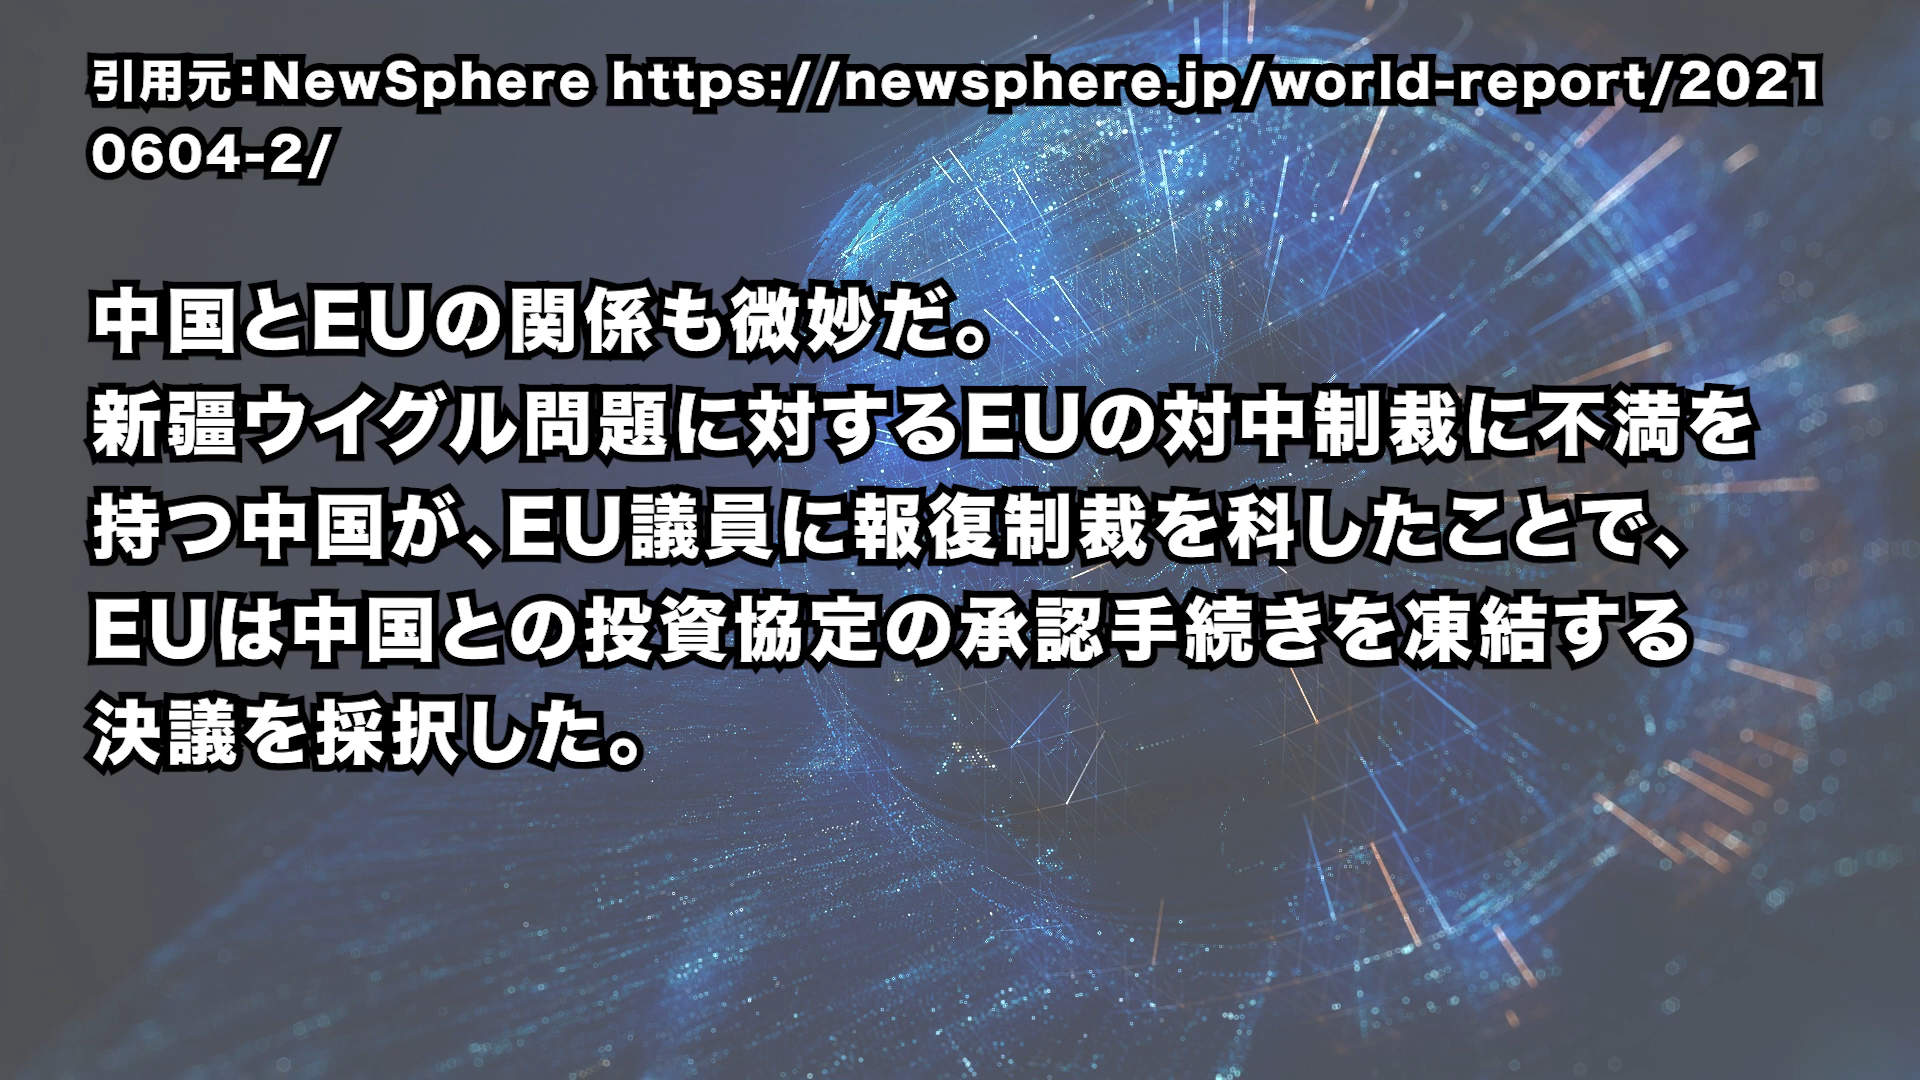 引用元:NewSphere https://newsphere.jp/world-report/2021
0604-2/
中国とEUの関係も微妙だ。
新疆ウイグル問題に対するEUの対中制裁に不満を
持つ中国が、EU議員に報復制裁を科したことで、
EUは中国との投資協定の承認手続きを凍結する
決議を採択した。